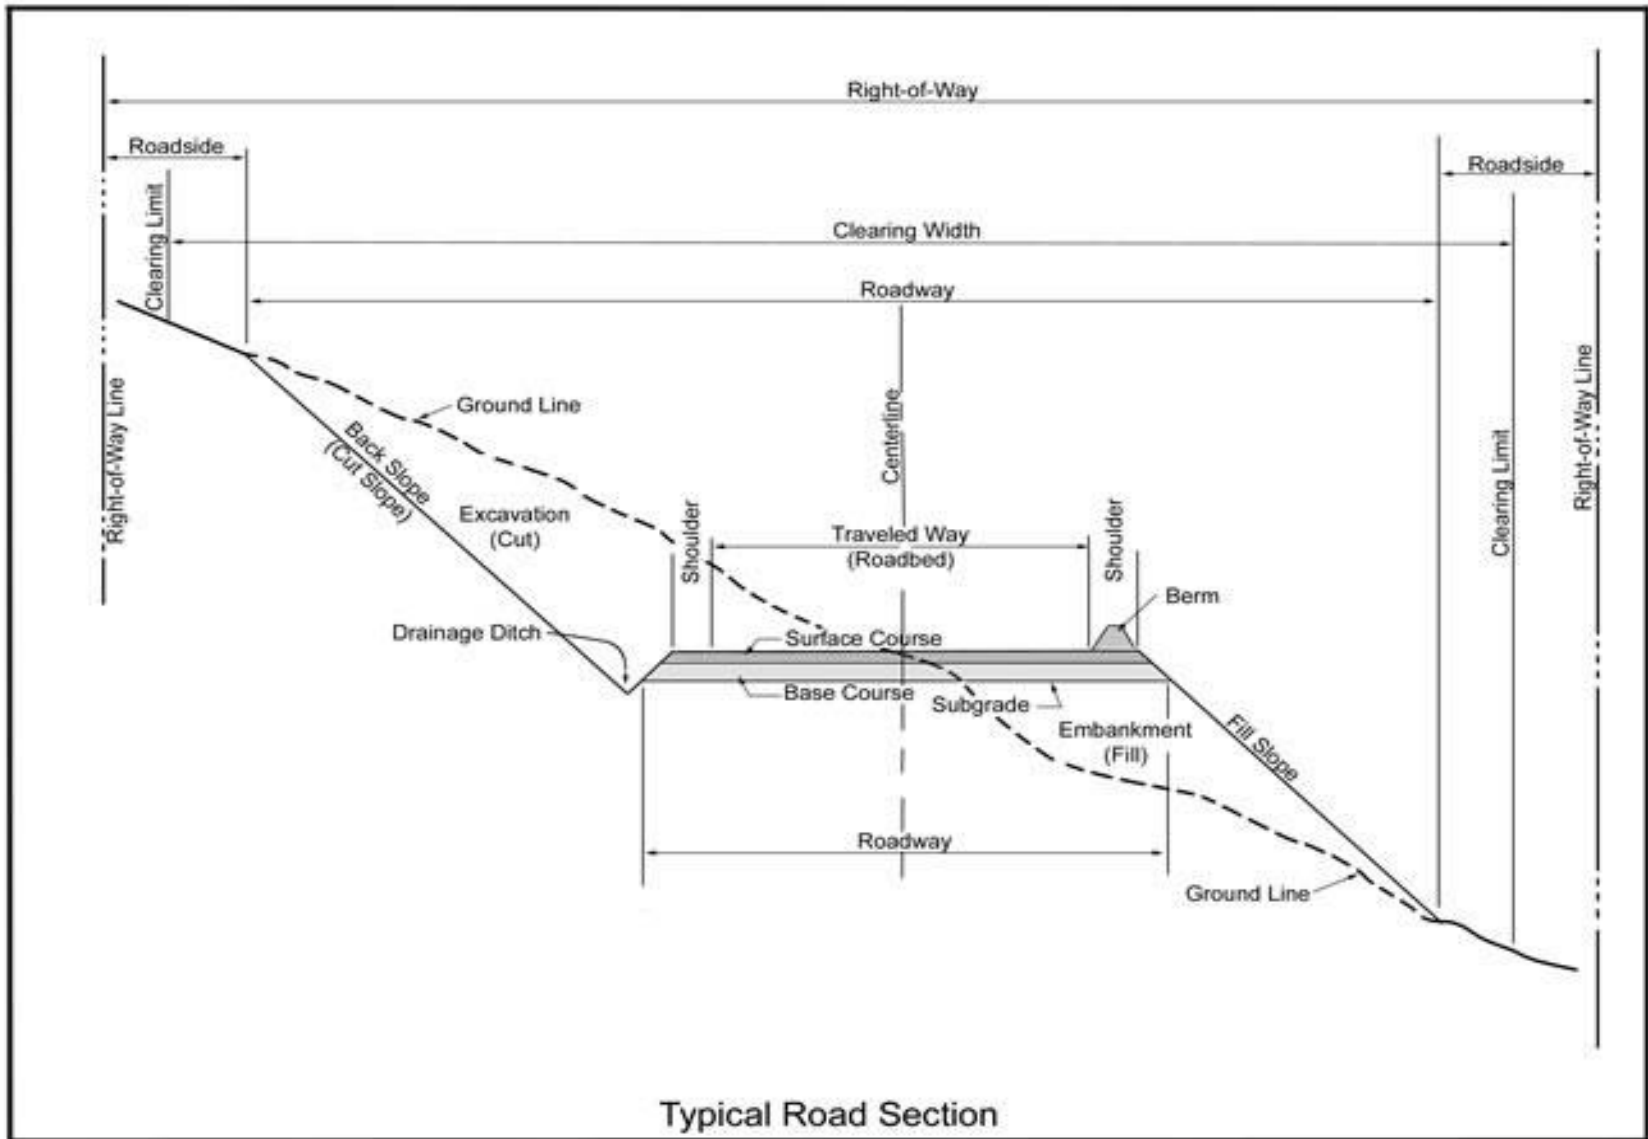 Right-of-Way
Roadside
Roadside
Clearing Limit
Clearing Width
Roadway
Right-of-Way Line
Ground Line
Back Slope
(Cut Slope)
Centerline
Right-of-Way Line
Clearing Limit
Excavation
(Cut)
Shoulder
Traveled Way
(Roadbed)
Shoulder
Berm
Drainage Ditch
Surface Course
Base Course
Subgrade
Embankment
(Fill)
Fill Slope
Roadway
Ground Line
Typical Road Section